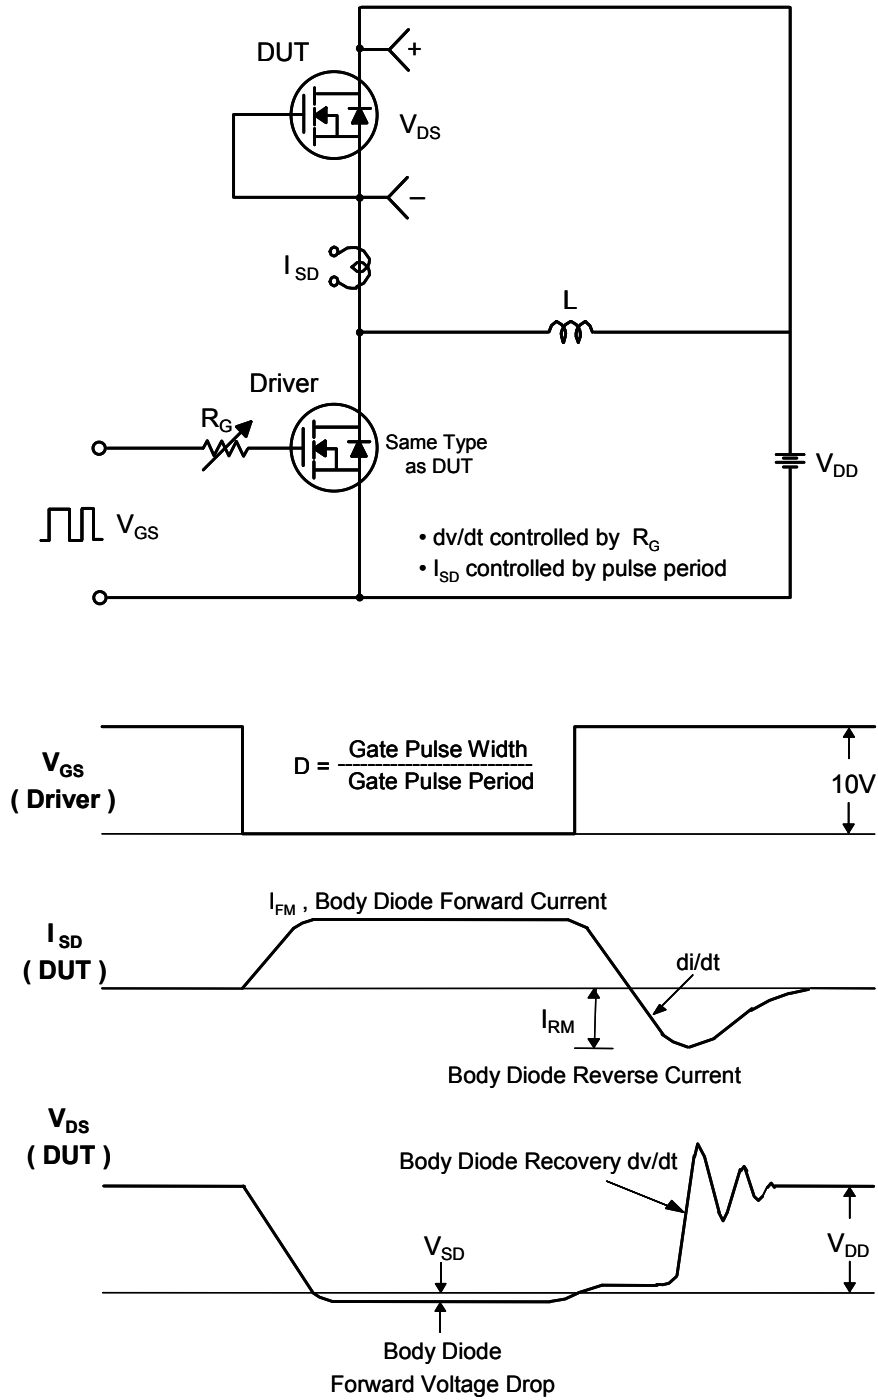 DUT
+
V_DS
−
I_SD
L
Driver
R_G
Same Type
as DUT
V_DD
V_GS
• dv/dt controlled by R_G
• I_SD controlled by pulse period
V_GS
( Driver )
D = Gate Pulse Width
Gate Pulse Period
10V
I_FM , Body Diode Forward Current
I_SD
( DUT )
di/dt
I_RM
Body Diode Reverse Current
V_DS
( DUT )
Body Diode Recovery dv/dt
V_SD
V_DD
Body Diode
Forward Voltage Drop